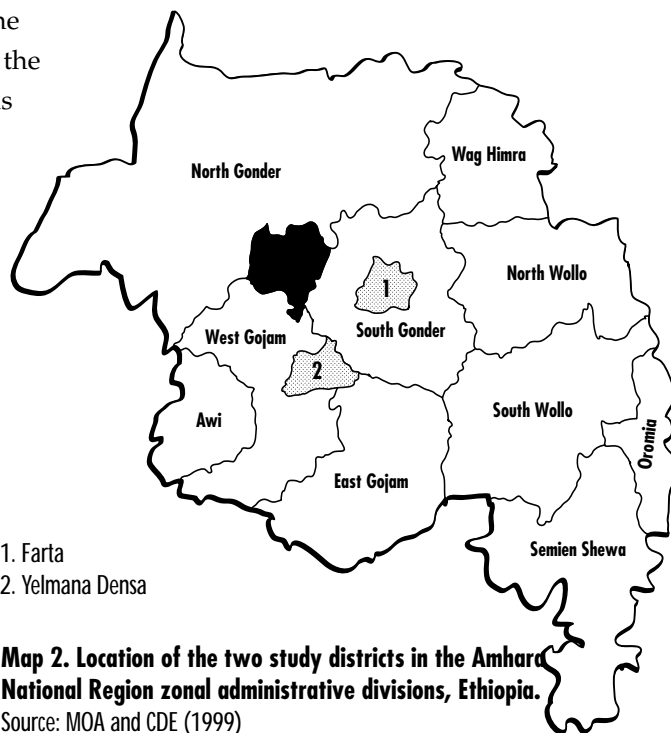 ne
the
is
Wag Himra
North Gonder
North Wollo
1
South Gonder
West Gojam
2
South Wollo
Awi
Oromia
East Gojam
Semien Shewa
1. Farta
2. Yelmana Densa
Map 2. Location of the two study districts in the Amhara
National Region zonal administrative divisions, Ethiopia.
Source: MOA and CDE (1999)